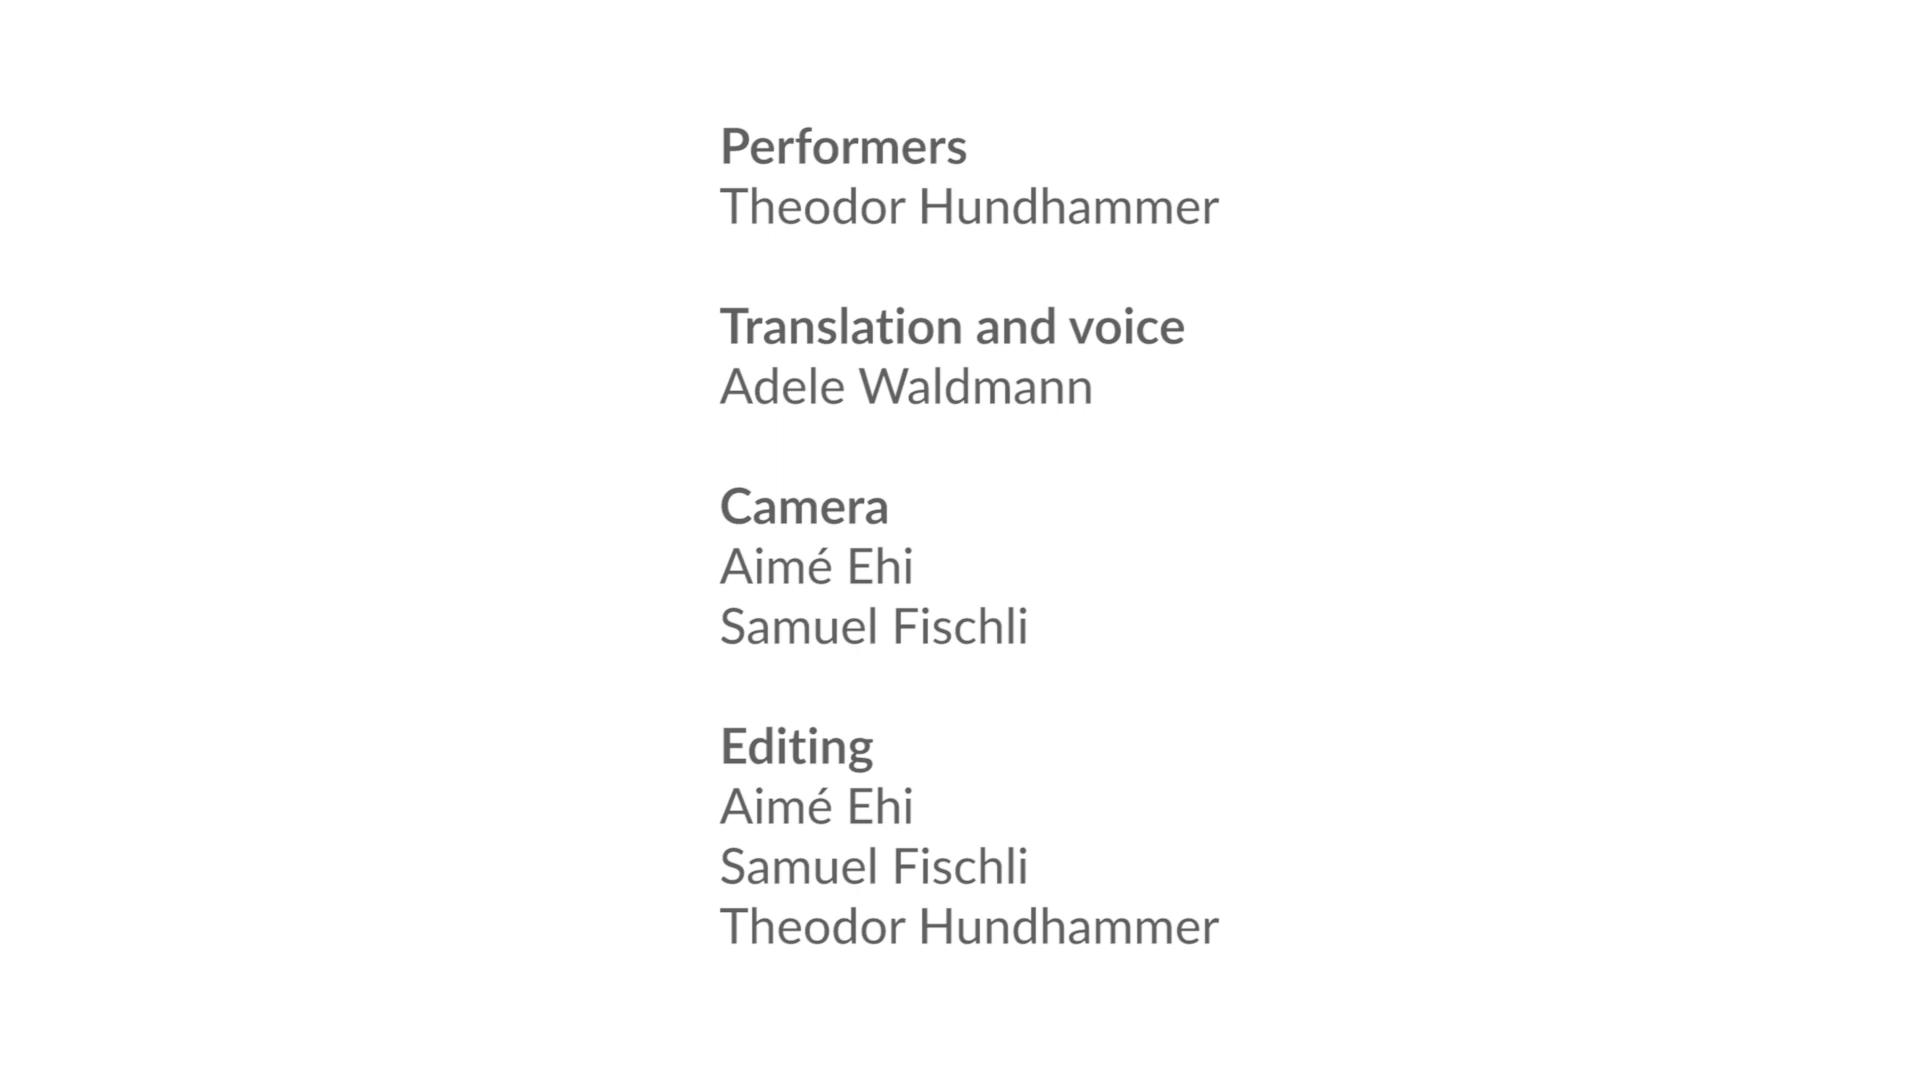 Performers
Theodor Hundhammer
Translation and voice
Adele Waldmann
Camera
Aimé Ehi
Samuel Fischli
Editing
Aimé Ehi
Samuel Fischli
Theodor Hundhammer